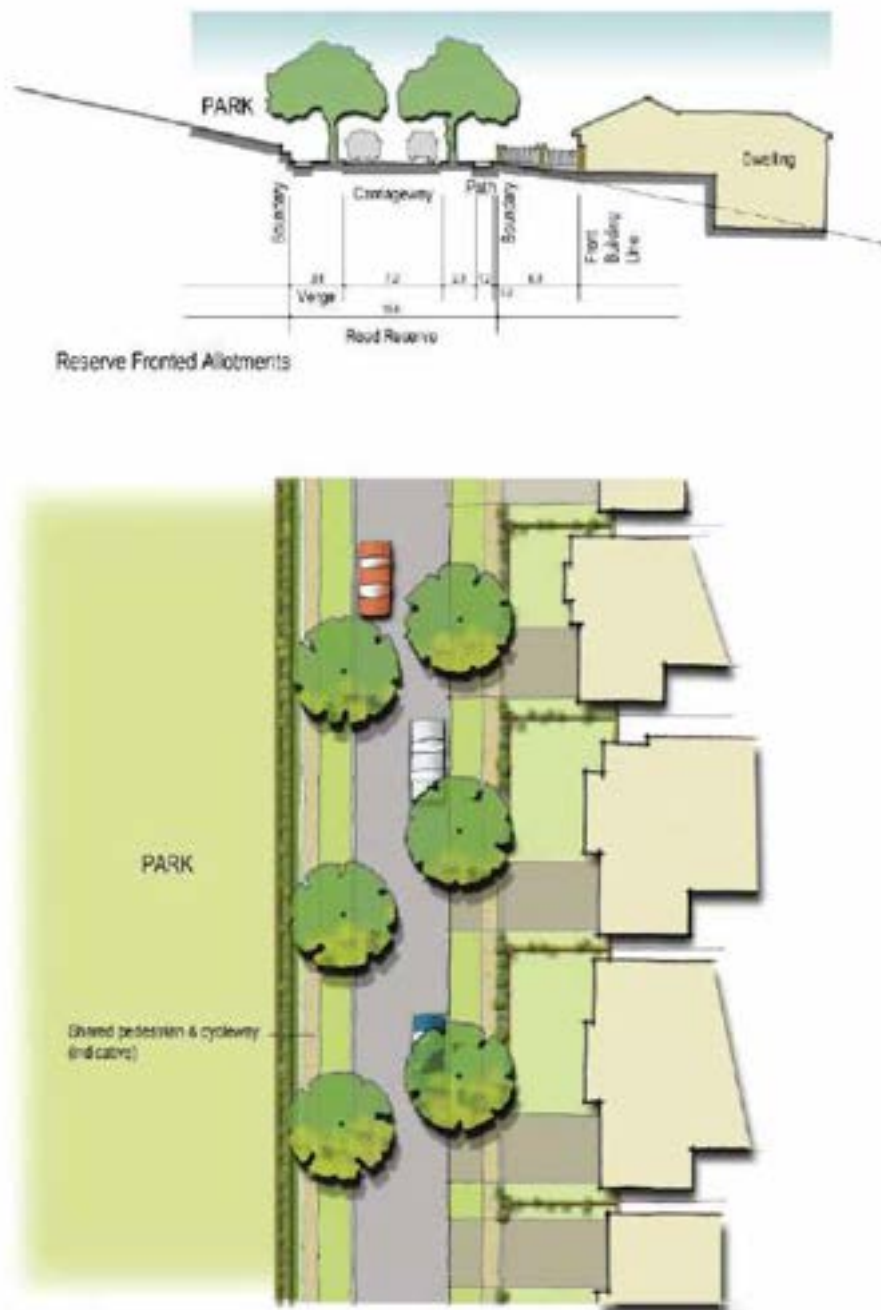 PARK
Dwelling
Carriageway
Path
Boundary
Boundary
Front
Building
Line
Verge
Road Reserve
Reserve Fronted Allotments
PARK
Shared pedestrian & cycleway
(indicative)